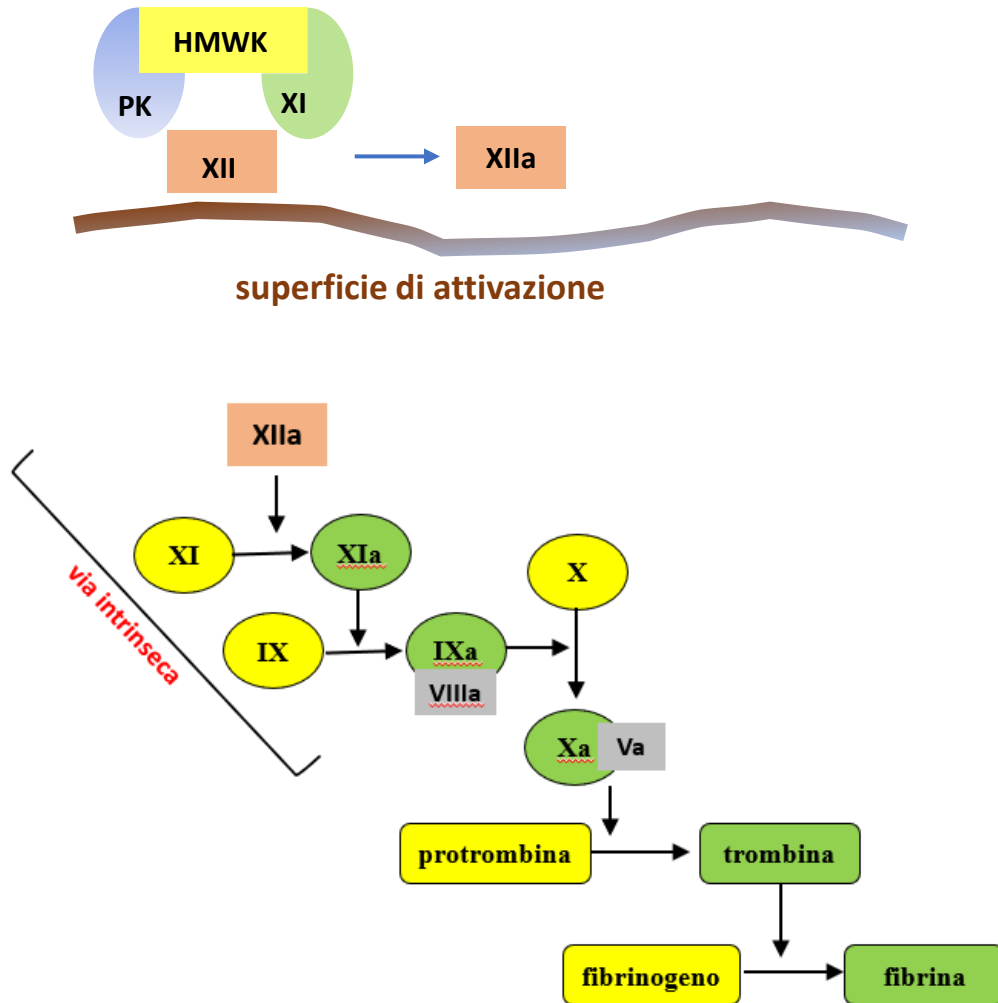 HMWK
PK
XI
XII
XIIa
superficie di attivazione
XIIa
XI
XIa
X
via intrinseca
IX
IXa
VIIIa
Xa
Va
protrombina
trombina
fibrinogeno
fibrina